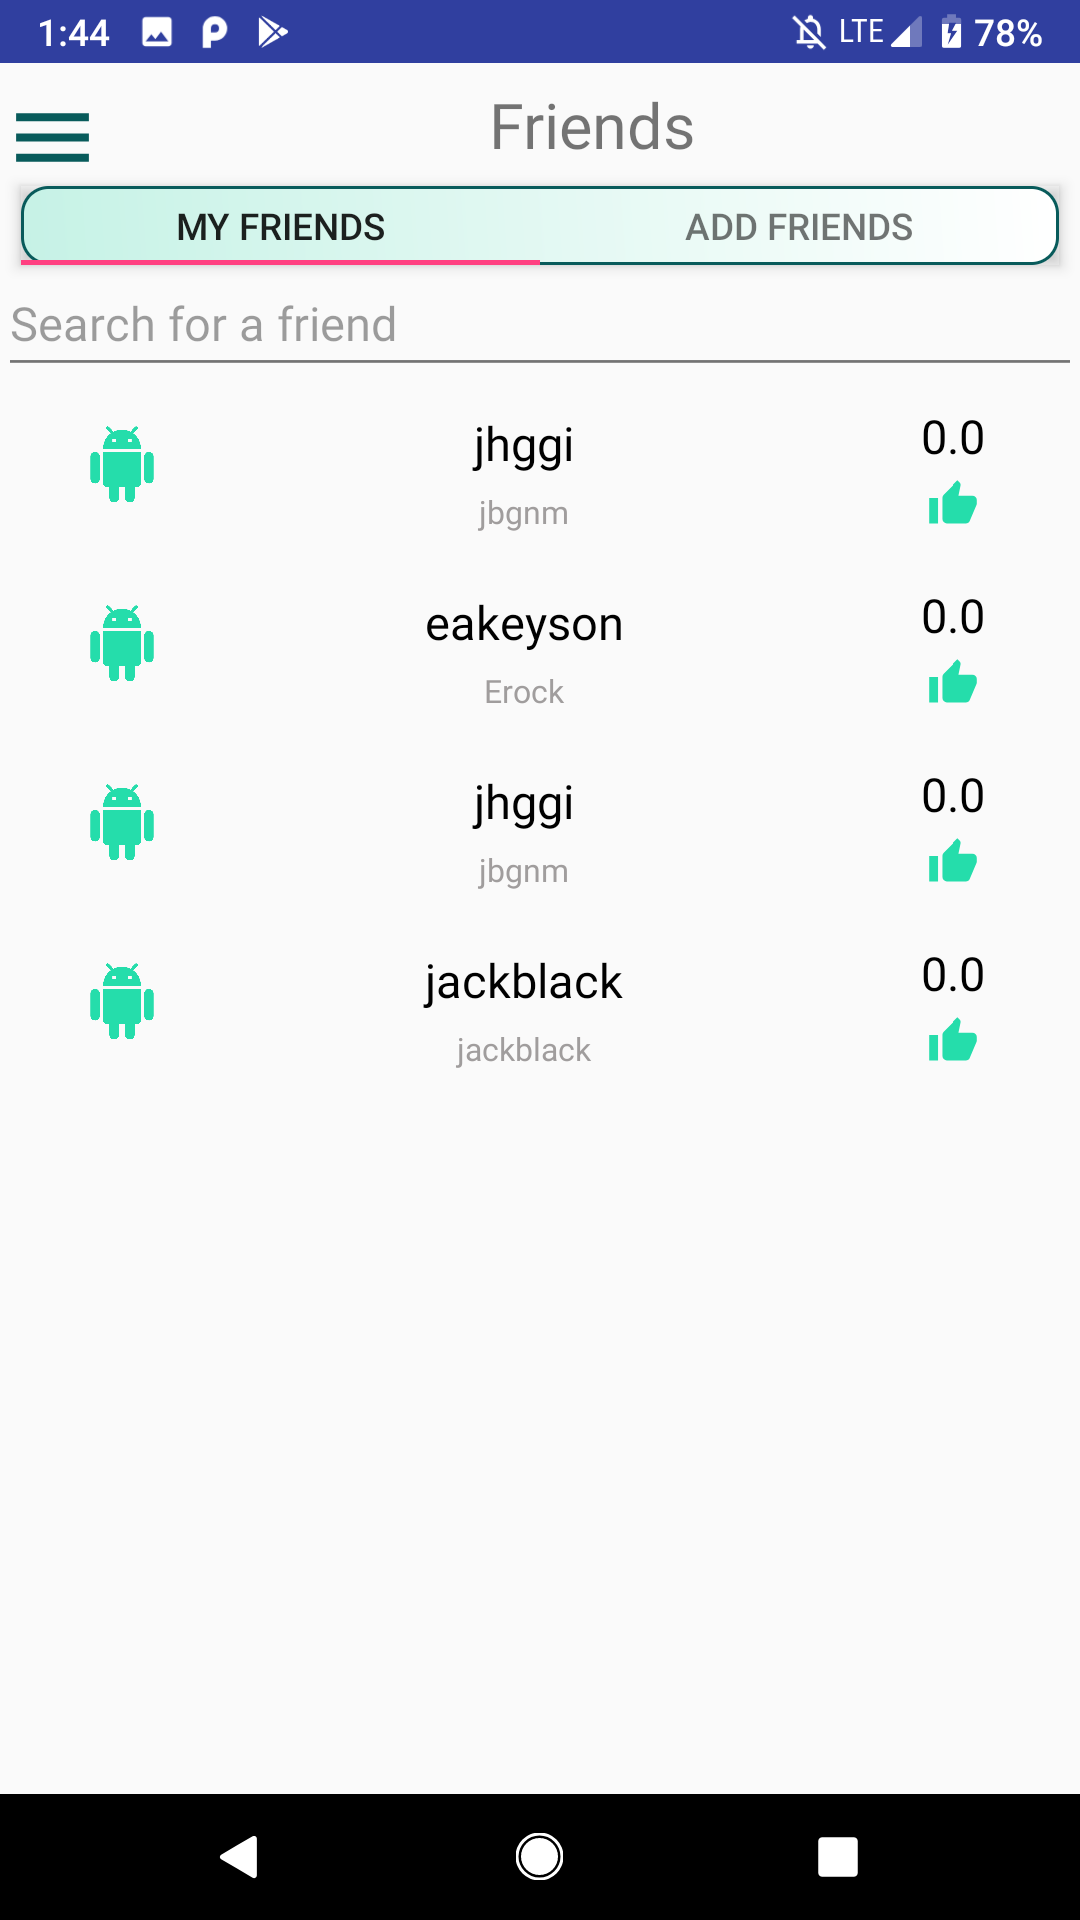 1:44 LTE 78%
Friends
MY FRIENDS ADD FRIENDS
Search for a friend
jhggi 0.0
jbgnm
eakeyson 0.0
Erock
jhggi 0.0
jbgnm
jackblack 0.0
jackblack